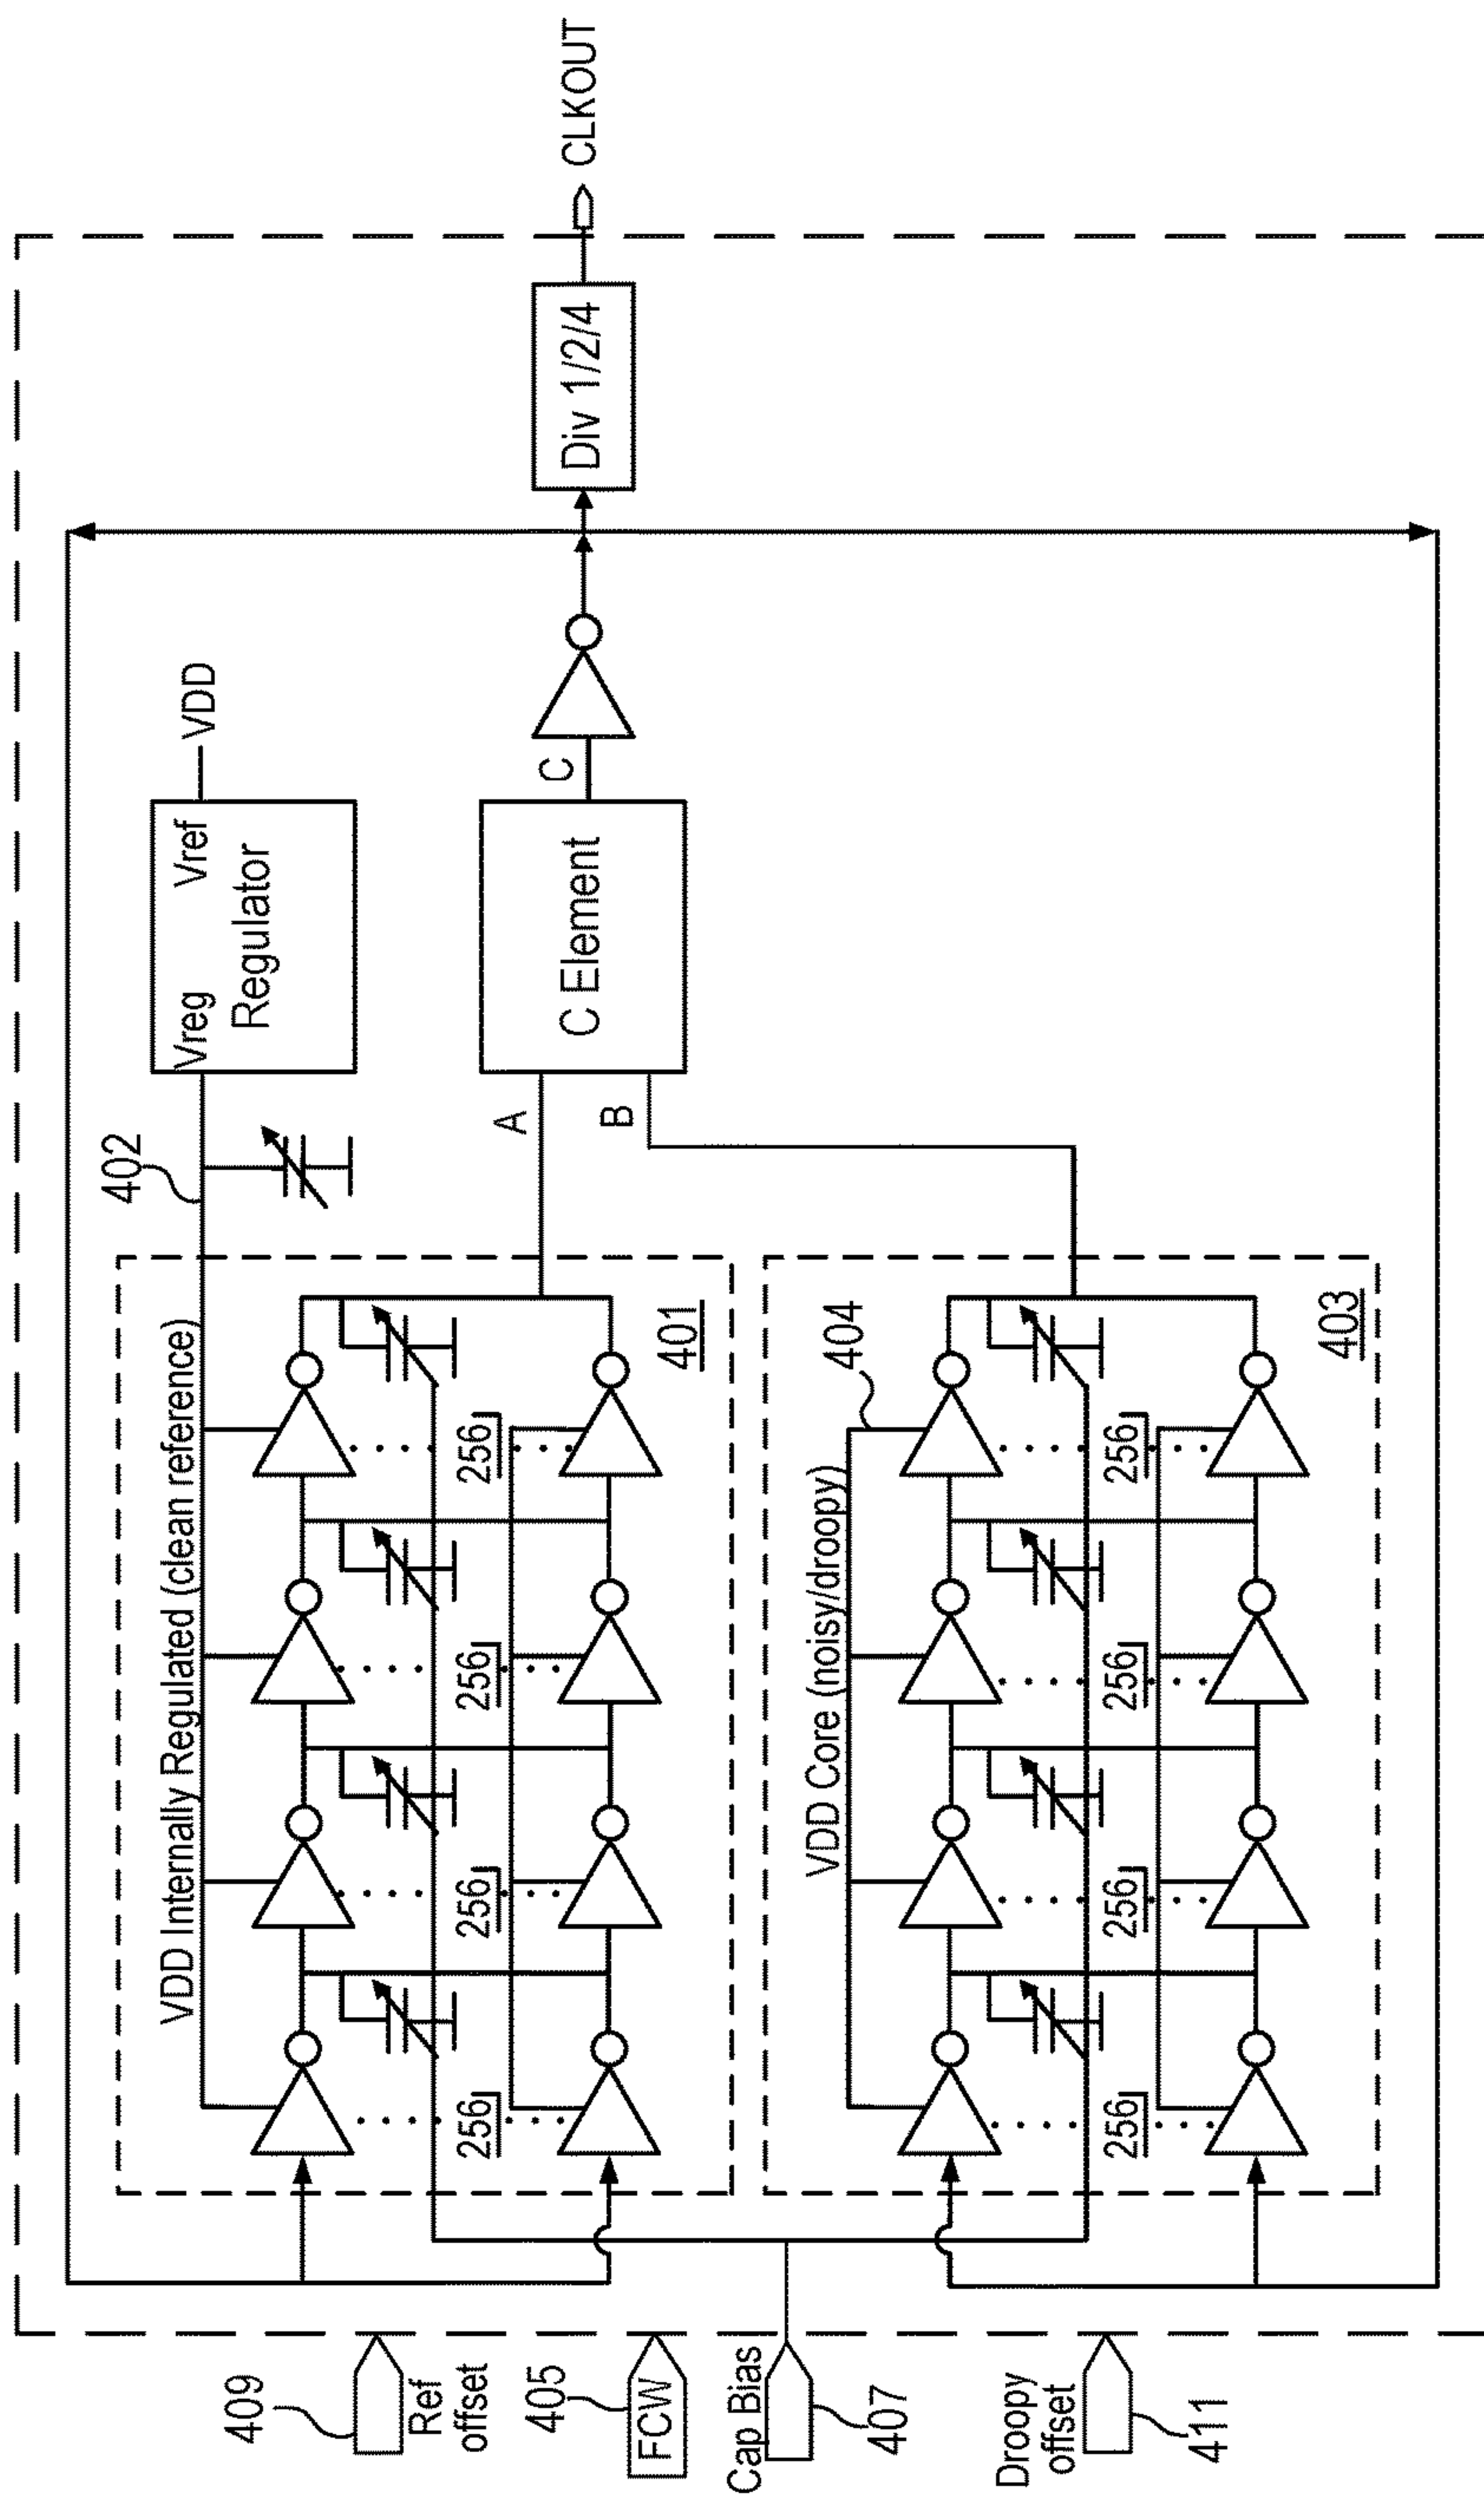 409
Ref
offset
405
FCW
Cap Bias
407
Droopy
offset
411
VDD Internally Regulated (clean reference)
256
256
256
256
401
402
Vreg
Vref
Regulator
VDD
VDD Core (noisy/droopy)
404
256
256
256
256
403
A
B
C Element
C
Div 1/2/4
CLKOUT